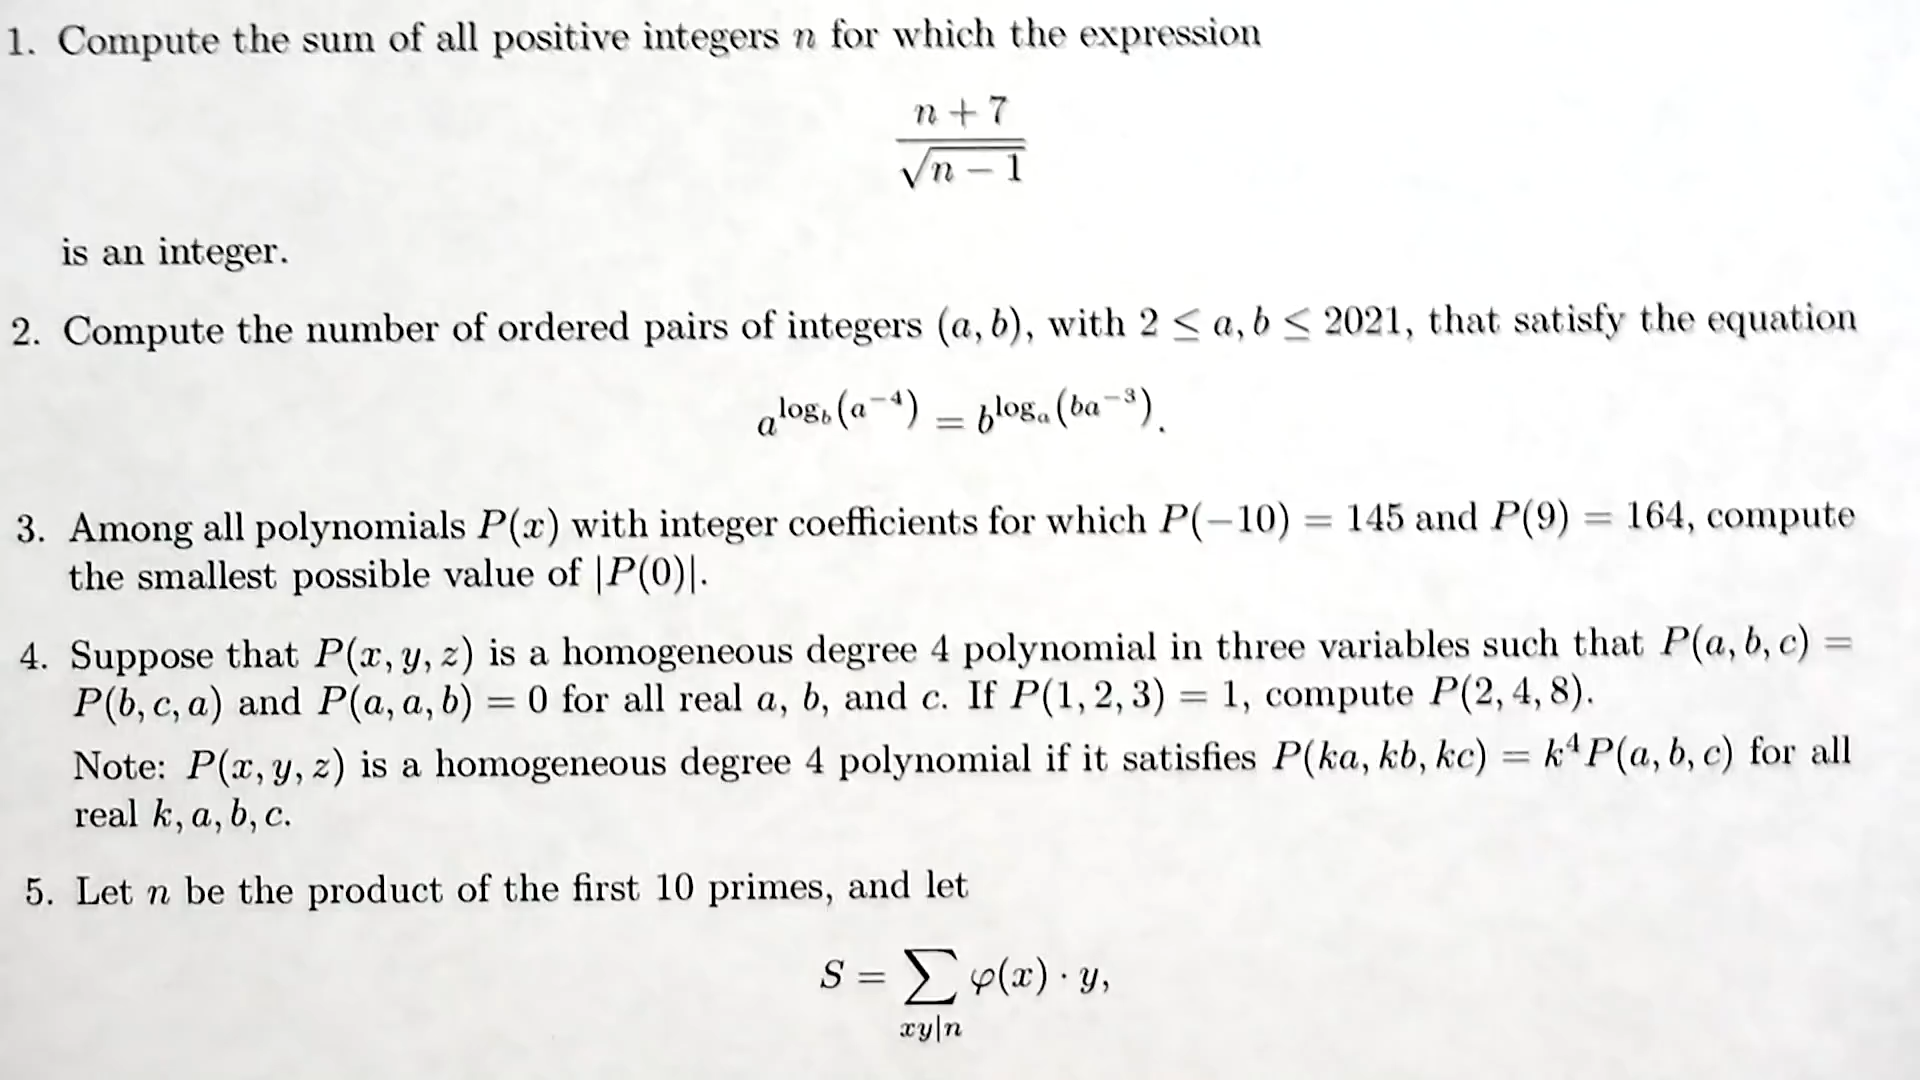 1. Compute the sum of all positive integers n for which the expression
n + 7
√n − 1
is an integer.
2. Compute the number of ordered pairs of integers (a, b), with 2 ≤ a, b ≤ 2021, that satisfy the equation
a^{log_b(a^{−4})} = b^{log_a(ba^{−3})}.
3. Among all polynomials P(x) with integer coefficients for which P(−10) = 145 and P(9) = 164, compute
the smallest possible value of |P(0)|.
4. Suppose that P(x, y, z) is a homogeneous degree 4 polynomial in three variables such that P(a, b, c) =
P(b, c, a) and P(a, a, b) = 0 for all real a, b, and c. If P(1, 2, 3) = 1, compute P(2, 4, 8).
Note: P(x, y, z) is a homogeneous degree 4 polynomial if it satisfies P(ka, kb, kc) = k⁴P(a, b, c) for all
real k, a, b, c.
5. Let n be the product of the first 10 primes, and let
S = ∑ φ(x) · y,
xy|n